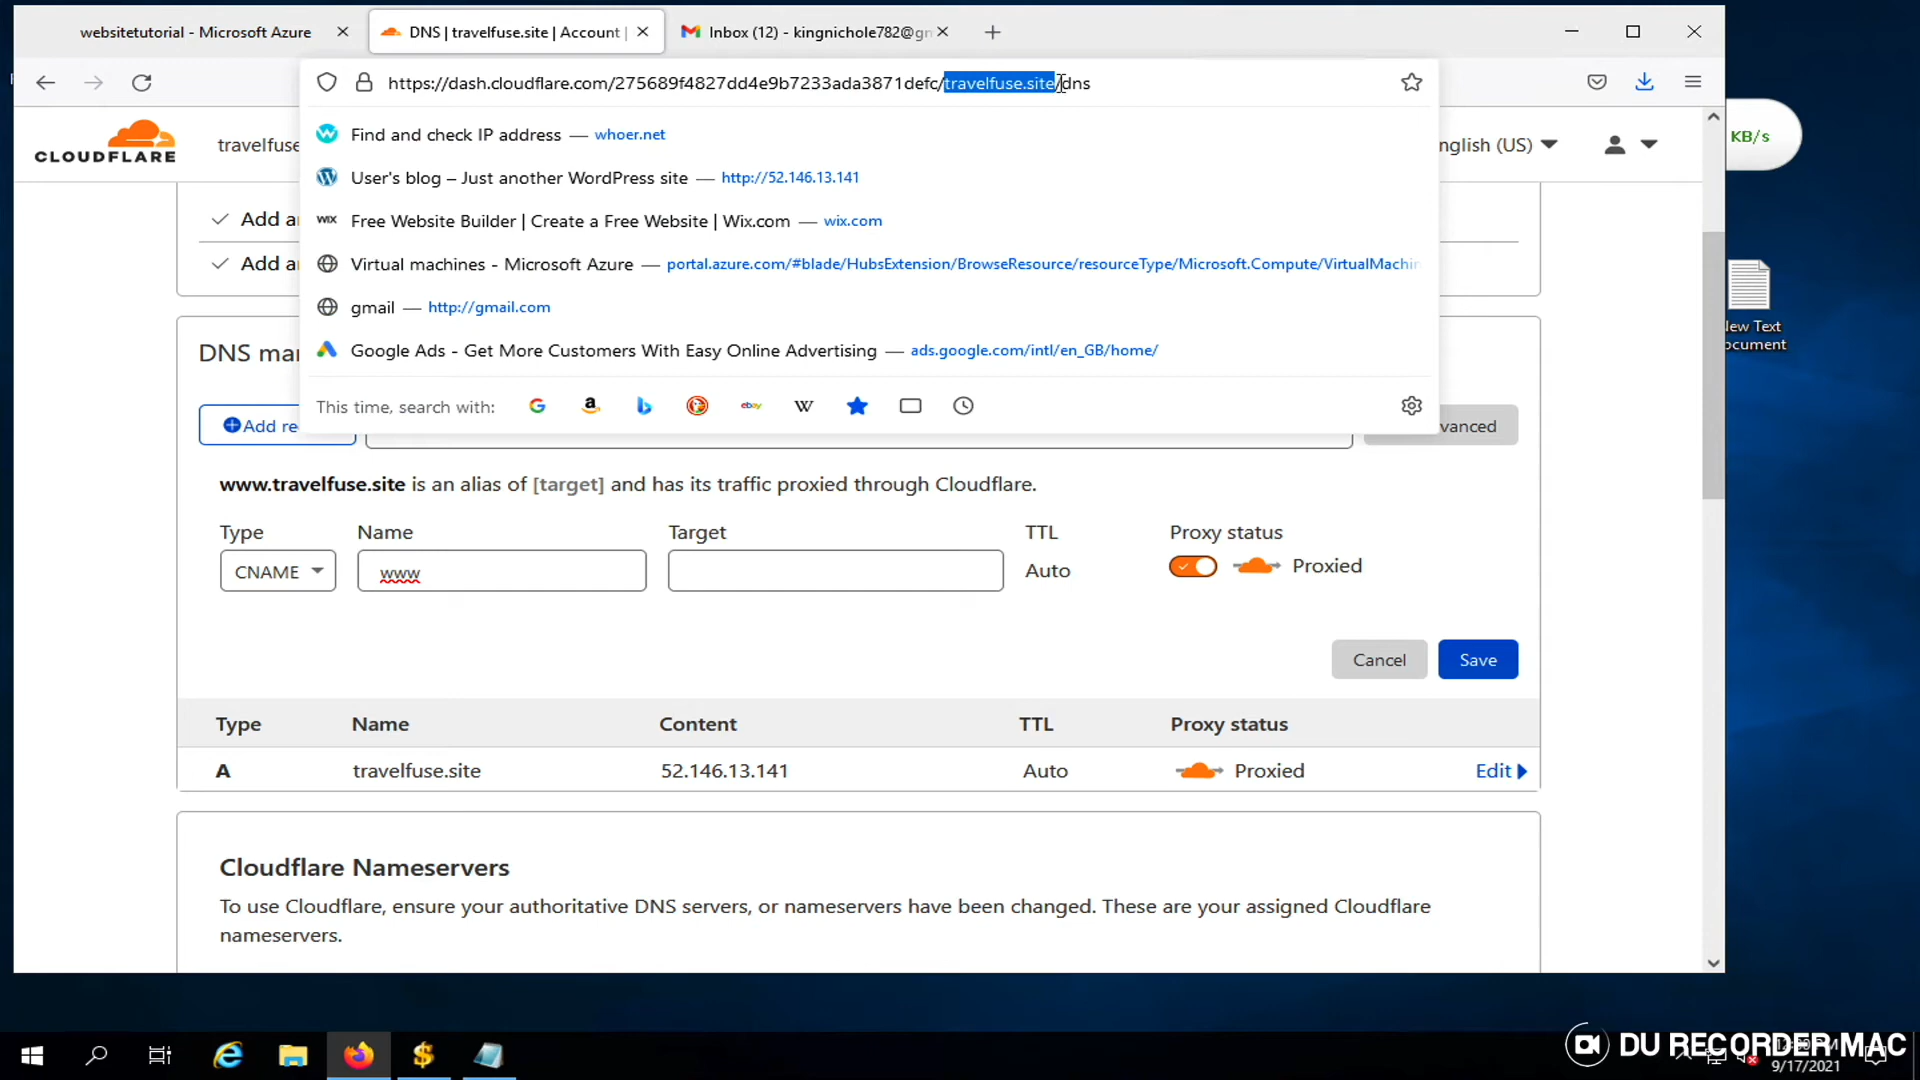 websitetutorial - Microsoft Azure
DNS | travelfuse.site | Account |
Inbox (12) - kingnichole782@gm
https://dash.cloudflare.com/275689f4827dd4e9b7233ada3871defc/travelfuse.site/dns
Find and check IP address — whoer.net
User's blog – Just another WordPress site — http://52.146.13.141
WIX Free Website Builder | Create a Free Website | Wix.com — wix.com
Virtual machines - Microsoft Azure — portal.azure.com/#blade/HubsExtension/BrowseResource/resourceType/Microsoft.Compute/VirtualMachin
gmail — http://gmail.com
Google Ads - Get More Customers With Easy Online Advertising — ads.google.com/intl/en_GB/home/
This time, search with:
CLOUDFLARE
travelfuse
nglish (US)
KB/s
Add a
Add a
New Text
ocument
DNS ma
Add re
vanced
www.travelfuse.site is an alias of [target] and has its traffic proxied through Cloudflare.
Type Name Target TTL Proxy status
CNAME www Auto Proxied
Cancel Save
Type Name Content TTL Proxy status
A travelfuse.site 52.146.13.141 Auto Proxied Edit
Cloudflare Nameservers
To use Cloudflare, ensure your authoritative DNS servers, or nameservers have been changed. These are your assigned Cloudflare
nameservers.
DU RECORDER MAC
9/17/2021